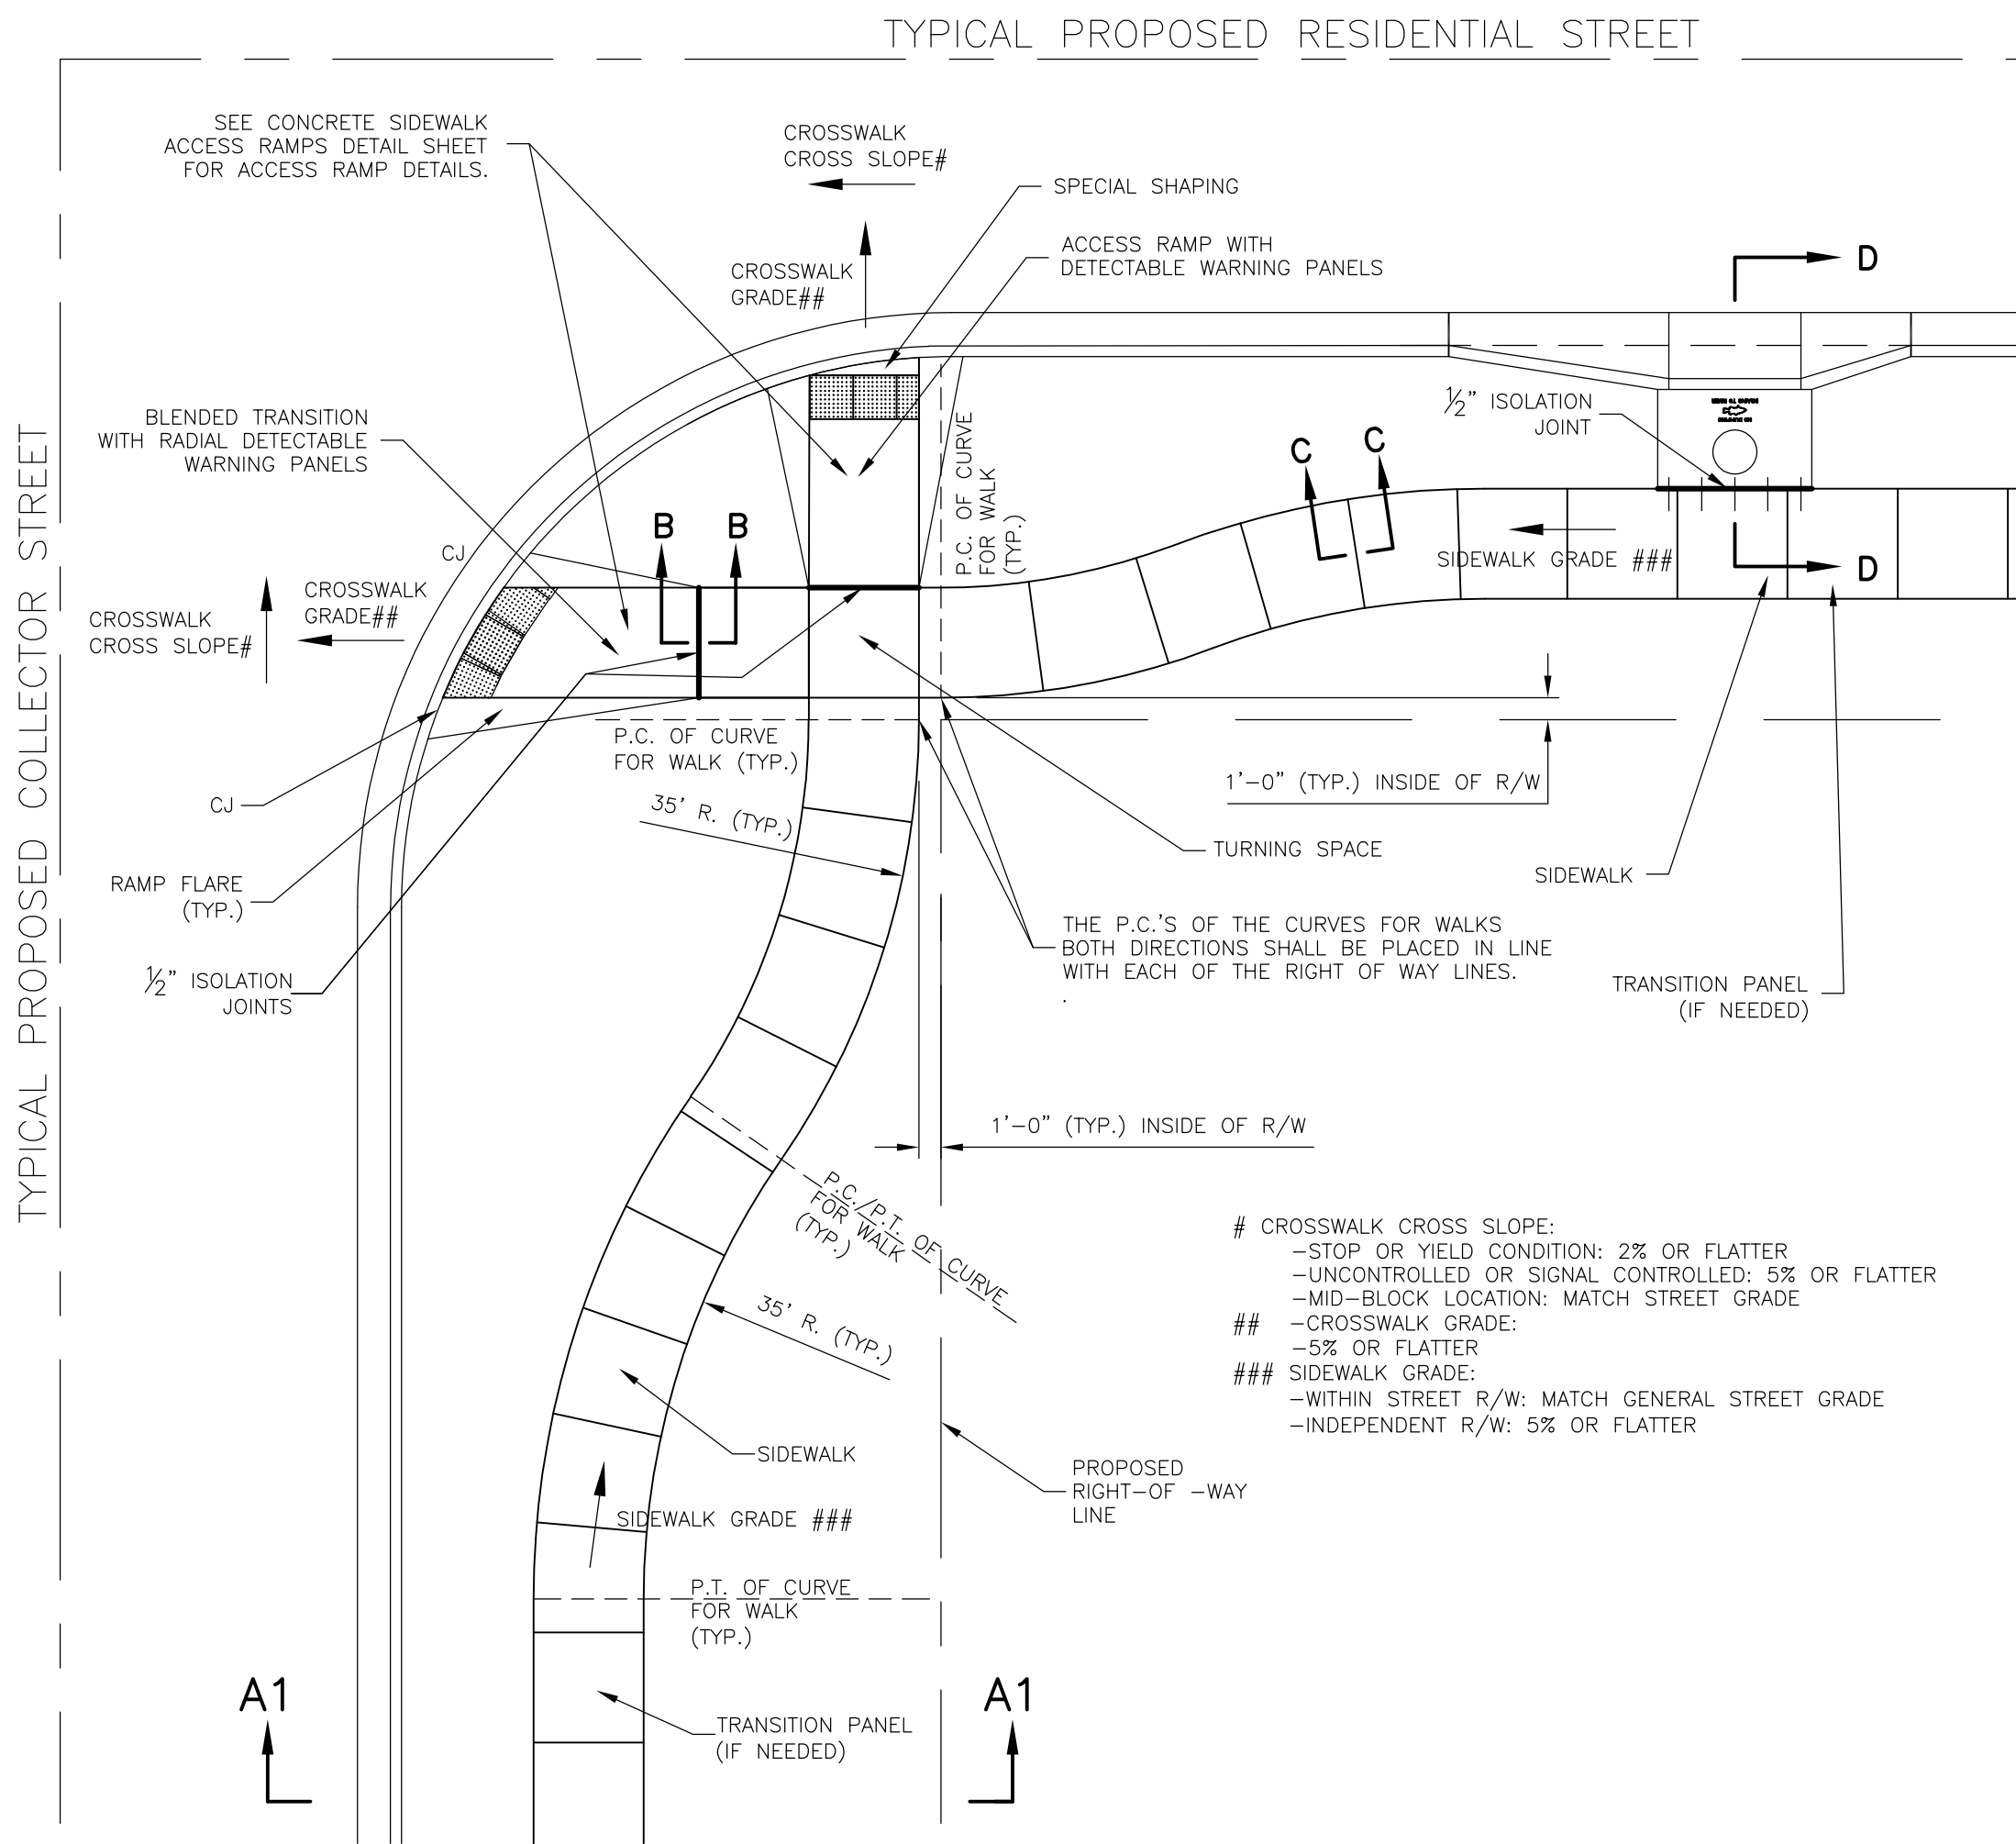 TYPICAL PROPOSED RESIDENTIAL STREET
SEE CONCRETE SIDEWALK
ACCESS RAMPS DETAIL SHEET
FOR ACCESS RAMP DETAILS.
CROSSWALK
CROSS SLOPE#
SPECIAL SHAPING
ACCESS RAMP WITH
DETECTABLE WARNING PANELS
CROSSWALK
GRADE##
D
½" ISOLATION
JOINT
NO DUMPING
DRAINS TO RIVER
BLENDED TRANSITION
WITH RADIAL DETECTABLE
WARNING PANELS
P.C. OF CURVE
FOR WALK
(TYP.)
C
C
B
B
CJ
SIDEWALK GRADE ###
D
CROSSWALK
GRADE##
CROSSWALK
CROSS SLOPE#
TYPICAL PROPOSED COLLECTOR STREET
P.C. OF CURVE
FOR WALK (TYP.)
1'-0" (TYP.) INSIDE OF R/W
CJ
35' R. (TYP.)
TURNING SPACE
SIDEWALK
RAMP FLARE
(TYP.)
THE P.C.'S OF THE CURVES FOR WALKS
BOTH DIRECTIONS SHALL BE PLACED IN LINE
WITH EACH OF THE RIGHT OF WAY LINES.
.
½" ISOLATION
JOINTS
TRANSITION PANEL
(IF NEEDED)
1'-0" (TYP.) INSIDE OF R/W
P.C./P.T. OF CURVE
FOR WALK
(TYP.)
# CROSSWALK CROSS SLOPE:
-STOP OR YIELD CONDITION: 2% OR FLATTER
-UNCONTROLLED OR SIGNAL CONTROLLED: 5% OR FLATTER
-MID-BLOCK LOCATION: MATCH STREET GRADE
## -CROSSWALK GRADE:
-5% OR FLATTER
### SIDEWALK GRADE:
-WITHIN STREET R/W: MATCH GENERAL STREET GRADE
-INDEPENDENT R/W: 5% OR FLATTER
35' R. (TYP.)
SIDEWALK
PROPOSED
RIGHT-OF -WAY
LINE
SIDEWALK GRADE ###
P.T. OF CURVE
FOR WALK
(TYP.)
A1
A1
TRANSITION PANEL
(IF NEEDED)